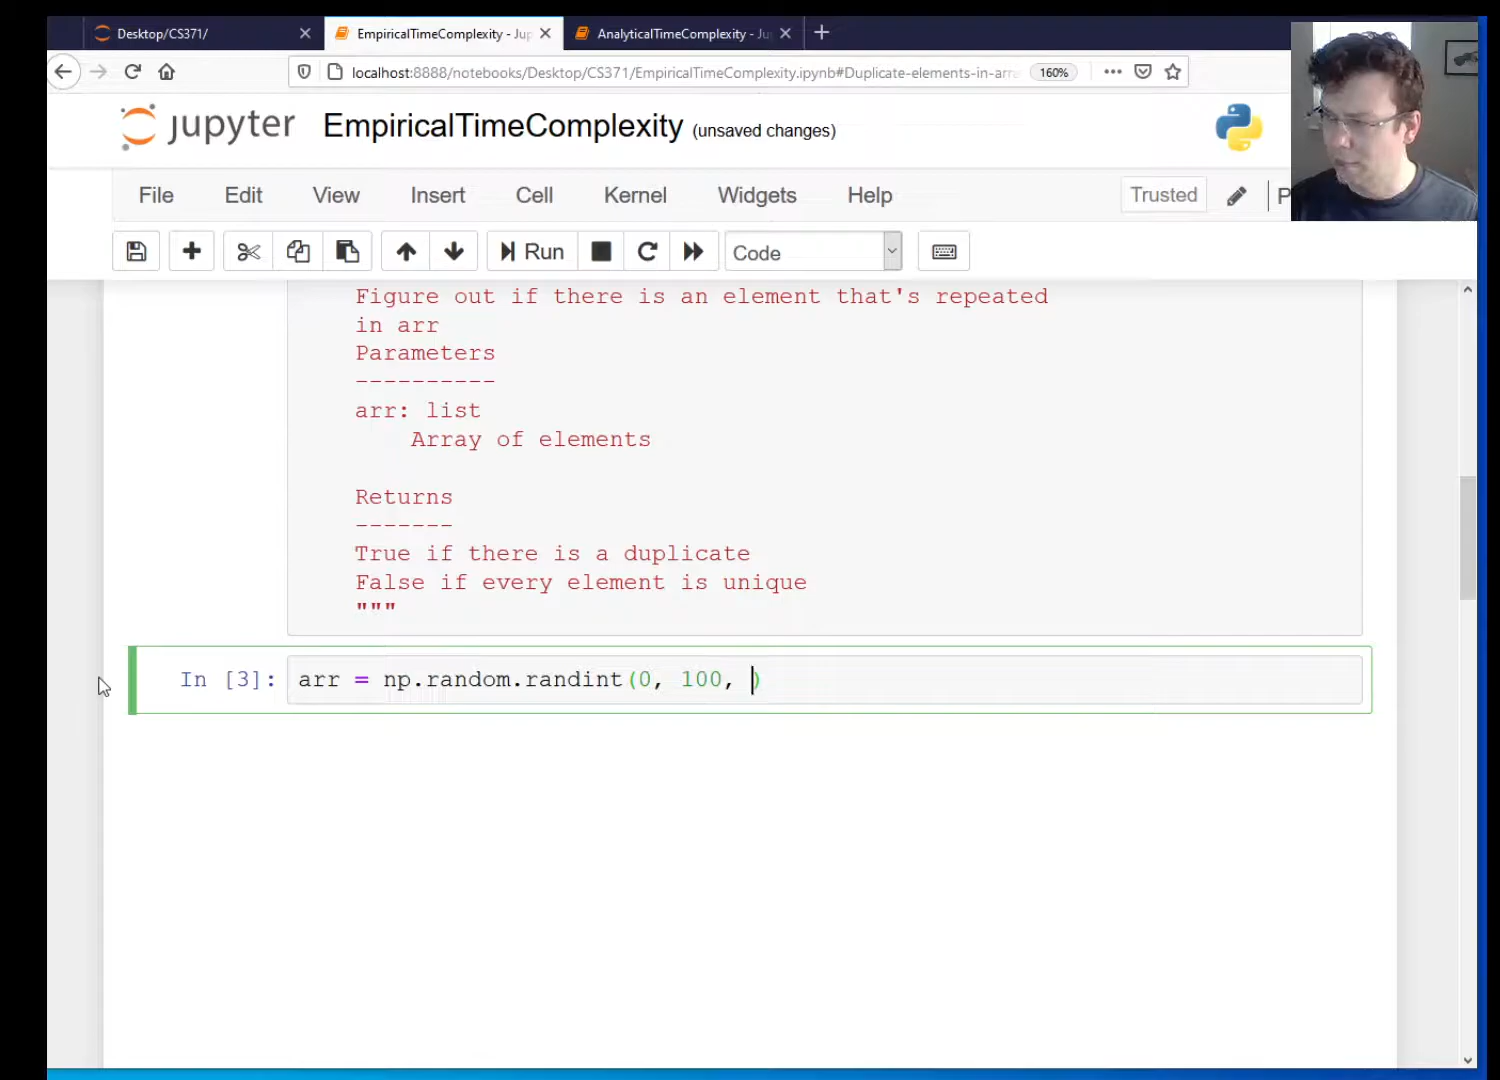 Desktop/CS371/
EmpiricalTimeComplexity - Jup
AnalyticalTimeComplexity - Ju
localhost:8888/notebooks/Desktop/CS371/EmpiricalTimeComplexity.ipynb#Duplicate-elements-in-arr
160%
jupyter EmpiricalTimeComplexity (unsaved changes)
File Edit View Insert Cell Kernel Widgets Help Trusted P
Run Code
Figure out if there is an element that's repeated
in arr
Parameters
----------
arr: list
Array of elements
Returns
-------
True if there is a duplicate
False if every element is unique
"""
In [3]: arr = np.random.randint(0, 100, )